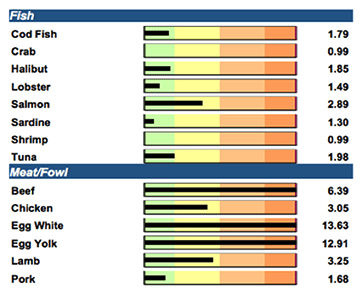 Fish
Cod Fish 1.79
Crab 0.99
Halibut 1.85
Lobster 1.49
Salmon 2.89
Sardine 1.30
Shrimp 0.99
Tuna 1.98
Meat/Fowl
Beef 6.39
Chicken 3.05
Egg White 13.63
Egg Yolk 12.91
Lamb 3.25
Pork 1.68